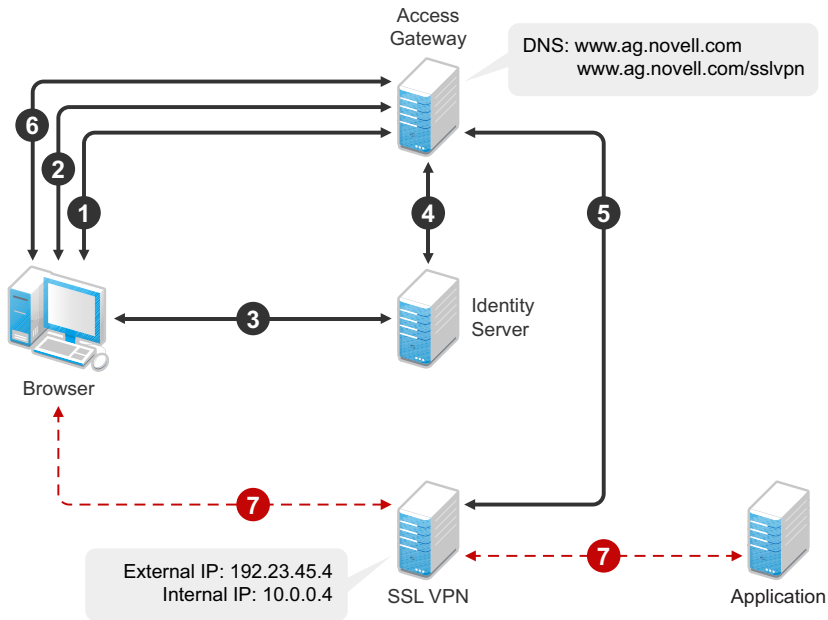 Access
Gateway
DNS: www.ag.novell.com
www.ag.novell.com/sslvpn
6
2
1
4
5
3
Identity
Server
Browser
7
7
External IP: 192.23.45.4
Internal IP: 10.0.0.4
SSL VPN
Application